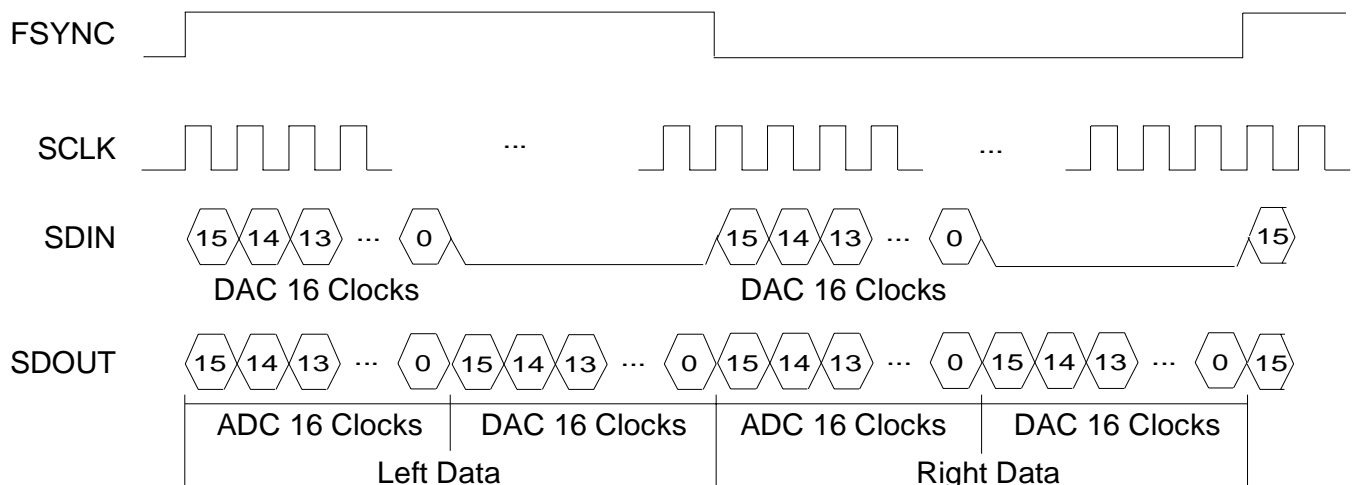 FSYNC
SCLK ... ...
SDIN 15 14 13 ... 0 15 14 13 ... 0 15
DAC 16 Clocks DAC 16 Clocks
SDOUT 15 14 13 ... 0 15 14 13 ... 0 15 14 13 ... 0 15 14 13 ... 0 15
ADC 16 Clocks DAC 16 Clocks ADC 16 Clocks DAC 16 Clocks
Left Data Right Data